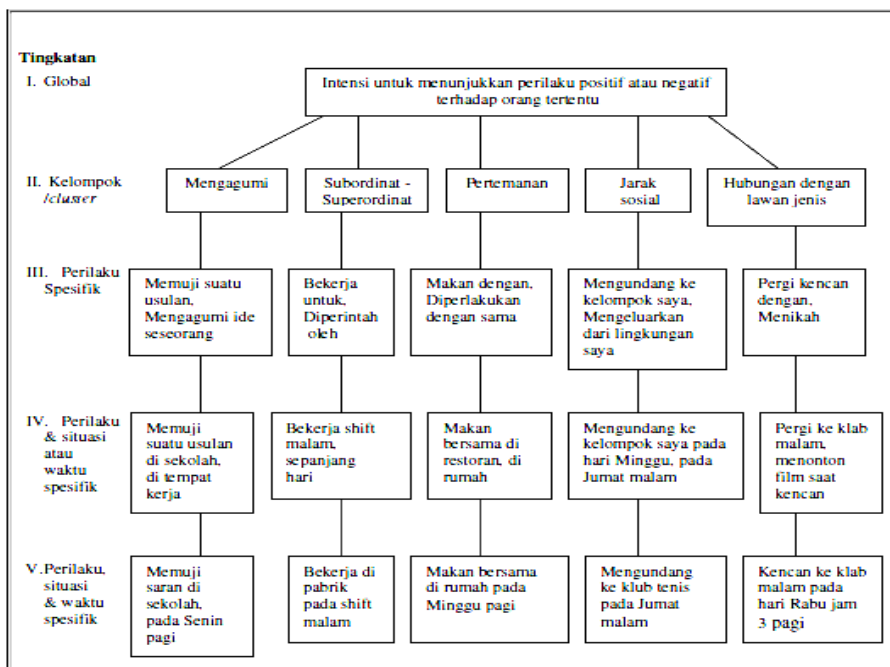 Tingkatan
I. Global
Intensi untuk menunjukkan perilaku positif atau negatif
terhadap orang tertentu
II. Kelompok
/cluster
Mengagumi
Subordinat -
Superordinat
Pertemanan
Jarak
sosial
Hubungan dengan
lawan jenis
III. Perilaku
Spesifik
Memuji suatu
usulan,
Mengagumi ide
seseorang
Bekerja
untuk,
Diperintah
oleh
Makan dengan,
Diperlakukan
dengan sama
Mengundang ke
kelompok saya,
Mengeluarkan
dari lingkungan
saya
Pergi kencan
dengan,
Menikah
IV. Perilaku
& situasi
atau
waktu
spesifik
Memuji
suatu usulan
di sekolah,
di tempat
kerja
Bekerja shift
malam,
sepanjang
hari
Makan
bersama di
restoran, di
rumah
Mengundang ke
kelompok saya pada
hari Minggu, pada
Jumat malam
Pergi ke klab
malam,
menonton
film saat
kencan
V.Perilaku,
situasi
& waktu
spesifik
Memuji
saran di
sekolah,
pada Senin
pagi
Bekerja di
pabrik
pada shift
malam
Makan bersama
di rumah pada
Minggu pagi
Mengundang
ke klub tenis
pada Jumat
malam
Kencan ke klab
malam pada
hari Rabu jam
3 pagi